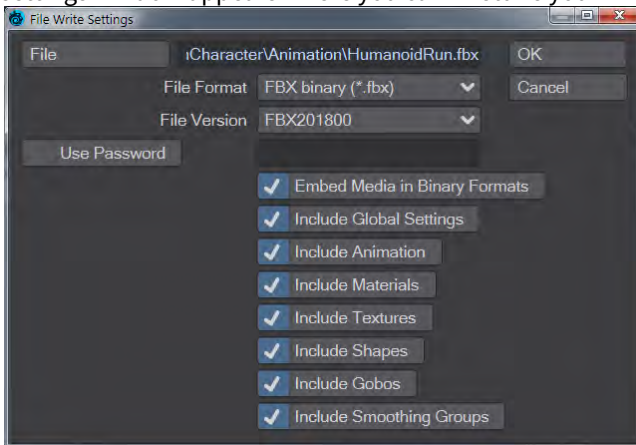 File Write Settings
File ıCharacter\Animation\HumanoidRun.fbx OK
File Format FBX binary (*.fbx) Cancel
File Version FBX201800
Use Password
Embed Media in Binary Formats
Include Global Settings
Include Animation
Include Materials
Include Textures
Include Shapes
Include Gobos
Include Smoothing Groups